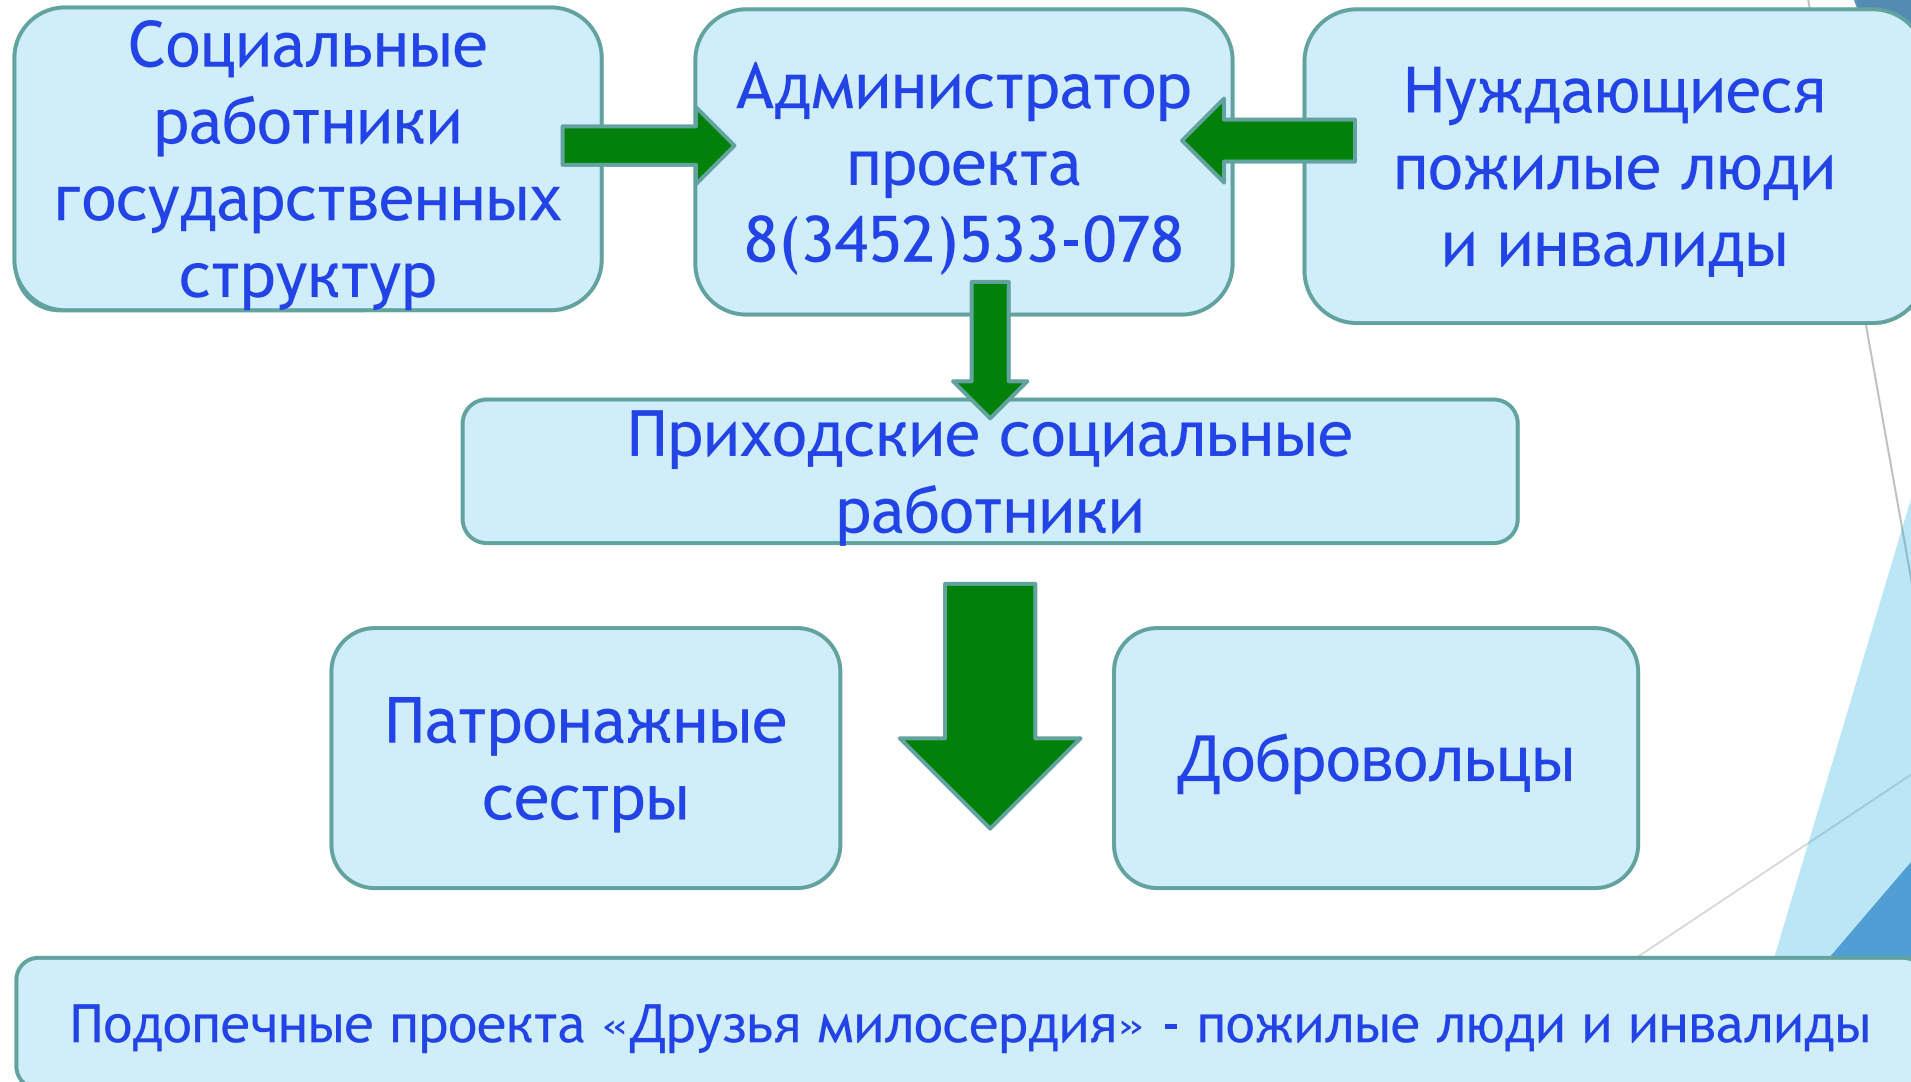 Социальные
работники
государственных
структур
Администратор
проекта
8(3452)533-078
Нуждающиеся
пожилые люди
и инвалиды
Приходские социальные
работники
Патронажные
сестры
Добровольцы
Подопечные проекта «Друзья милосердия» - пожилые люди и инвалиды